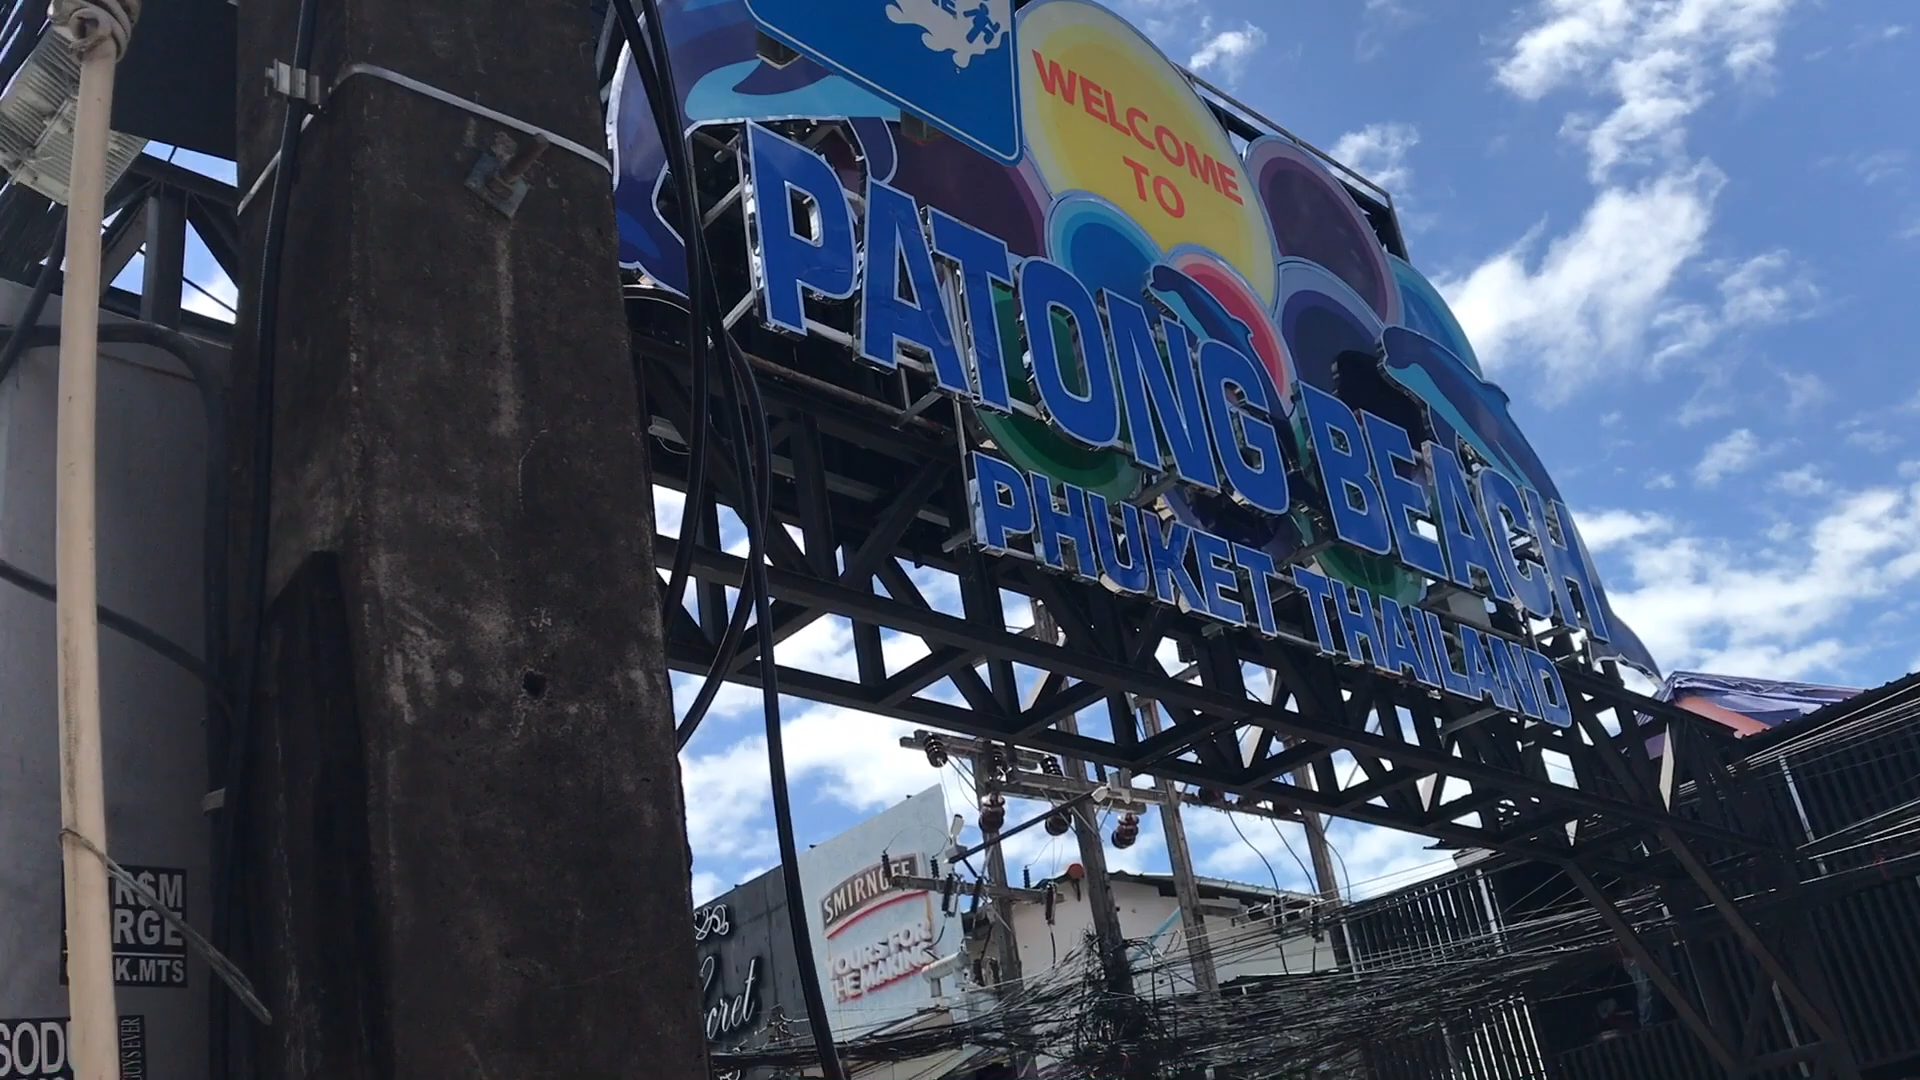 WELCOME
TO
PATONG BEACH
PHUKET THAILAND
SMIRNOFF
YOURS FOR
THE MAKING